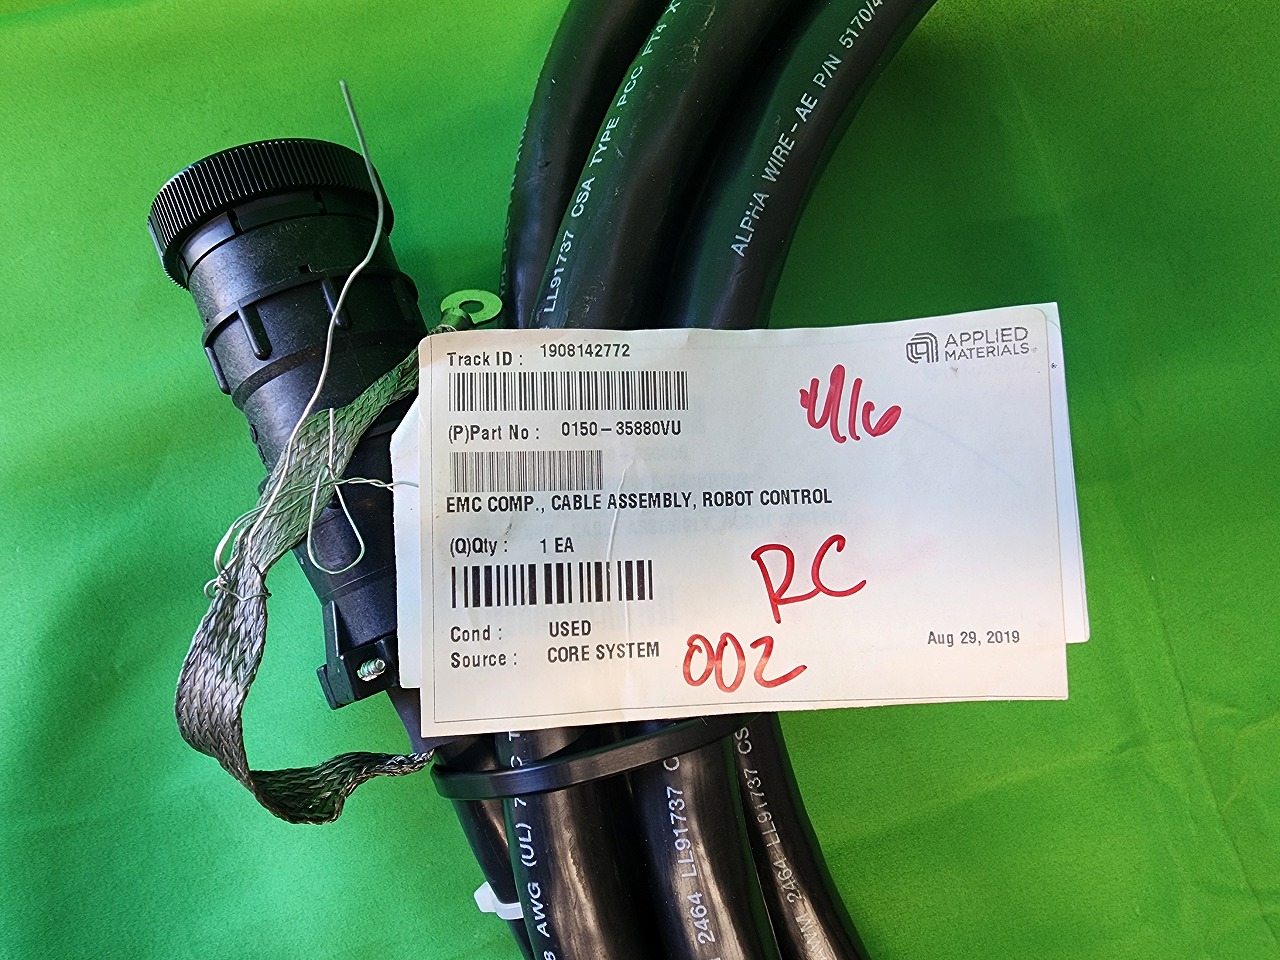 LL91737 CSA TYPE PCC FT4
ALPHA WIRE-AE P/N 5170/4
Track ID : 1908142772
APPLIED
MATERIALS
(P)Part No : 0150-35880VU
EMC COMP., CABLE ASSEMBLY, ROBOT CONTROL
(Q)Qty : 1 EA
RC
Cond : USED
Source : CORE SYSTEM
002
Aug 29, 2019
AWG (UL)
2464 LL91737 C
2464 LL91737 CS